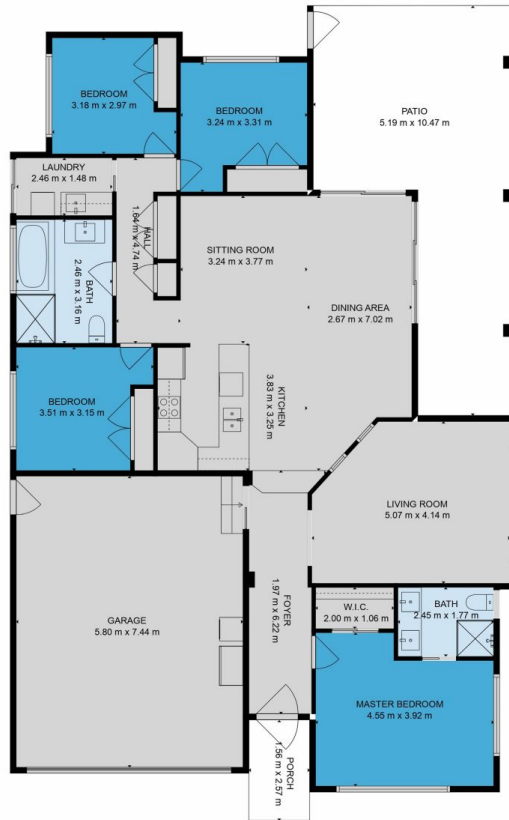 BEDROOM
3.18 m x 2.97 m
BEDROOM
3.24 m x 3.31 m
PATIO
5.19 m x 10.47 m
LAUNDRY
2.46 m x 1.48 m
HALL
1.64 m x 4.74 m
SITTING ROOM
3.24 m x 3.77 m
BATH
2.46 m x 3.16 m
DINING AREA
2.67 m x 7.02 m
BEDROOM
3.51 m x 3.15 m
KITCHEN
3.83 m x 3.25 m
LIVING ROOM
5.07 m x 4.14 m
GARAGE
5.80 m x 7.44 m
FOYER
1.97 m x 6.22 m
W.I.C.
2.00 m x 1.06 m
BATH
2.45 m x 1.77 m
MASTER BEDROOM
4.55 m x 3.92 m
PORCH
1.56 m x 2.57 m